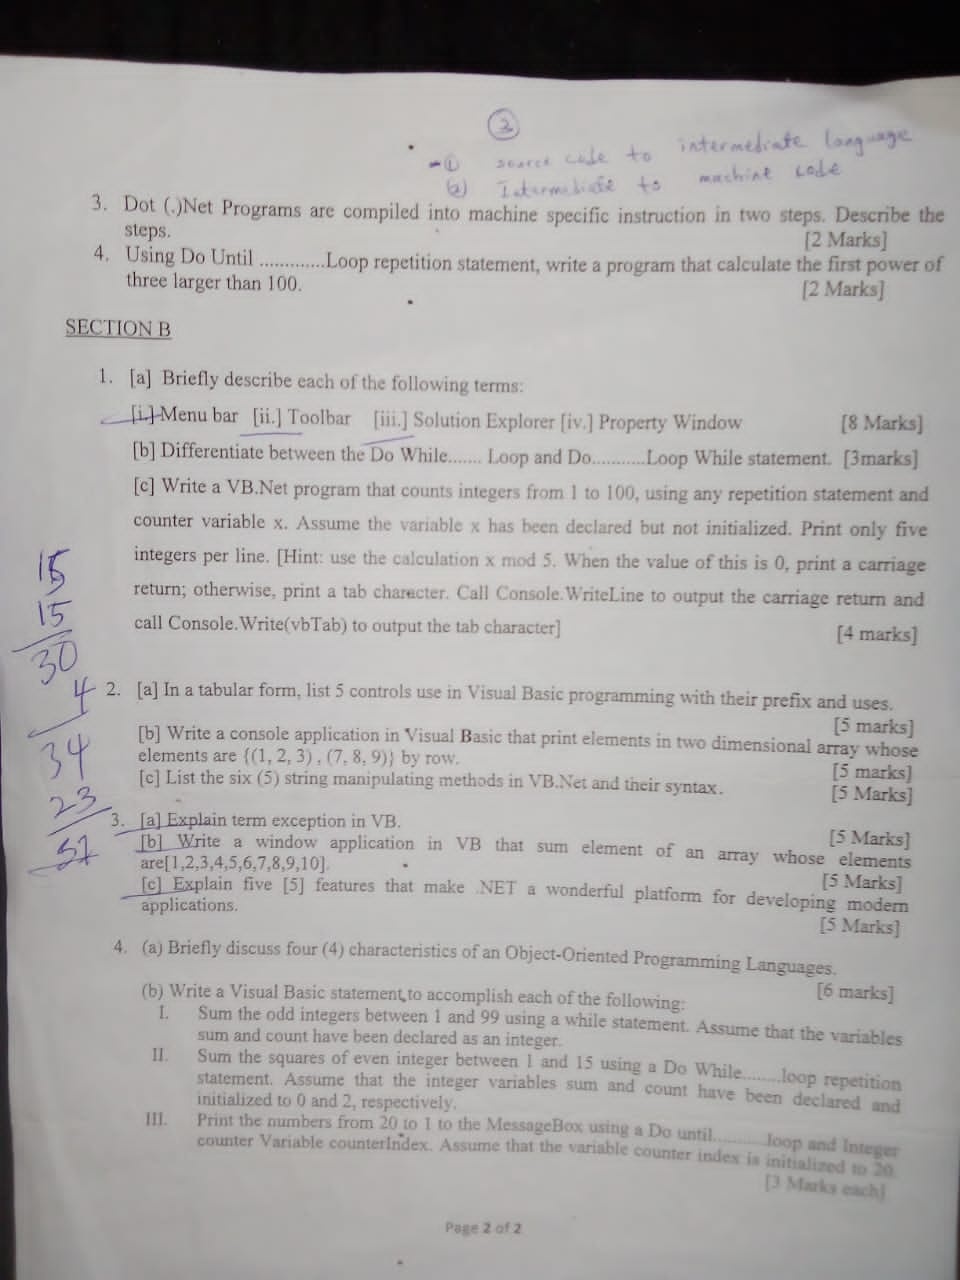 2
-① source code to intermediate language
(2) Intermediate to machine code
3. Dot (.)Net Programs are compiled into machine specific instruction in two steps. Describe the
steps. [2 Marks]
4. Using Do Until .............Loop repetition statement, write a program that calculate the first power of
three larger than 100. [2 Marks]
SECTION B
1. [a] Briefly describe each of the following terms:
[i.] Menu bar [ii.] Toolbar [iii.] Solution Explorer [iv.] Property Window [8 Marks]
[b] Differentiate between the Do While....... Loop and Do...........Loop While statement. [3marks]
[c] Write a VB.Net program that counts integers from 1 to 100, using any repetition statement and
counter variable x. Assume the variable x has been declared but not initialized. Print only five
integers per line. [Hint: use the calculation x mod 5. When the value of this is 0, print a carriage
return; otherwise, print a tab character. Call Console.WriteLine to output the carriage return and
call Console.Write(vbTab) to output the tab character] [4 marks]
15
15
30
4
34
23
57
2. [a] In a tabular form, list 5 controls use in Visual Basic programming with their prefix and uses.
[5 marks]
[b] Write a console application in Visual Basic that print elements in two dimensional array whose
elements are {(1, 2, 3) , (7, 8, 9)} by row. [5 marks]
[c] List the six (5) string manipulating methods in VB.Net and their syntax. [5 Marks]
3. [a] Explain term exception in VB. [5 Marks]
[b] Write a window application in VB that sum element of an array whose elements
are[1,2,3,4,5,6,7,8,9,10]. [5 Marks]
[c] Explain five [5] features that make .NET a wonderful platform for developing modern
applications. [5 Marks]
4. (a) Briefly discuss four (4) characteristics of an Object-Oriented Programming Languages.
[6 marks]
(b) Write a Visual Basic statement to accomplish each of the following:
I. Sum the odd integers between 1 and 99 using a while statement. Assume that the variables
sum and count have been declared as an integer.
II. Sum the squares of even integer between 1 and 15 using a Do While........loop repetition
statement. Assume that the integer variables sum and count have been declared and
initialized to 0 and 2, respectively.
III. Print the numbers from 20 to 1 to the MessageBox using a Do until...........loop and Integer
counter Variable counterIndex. Assume that the variable counter index is initialized to 20.
[3 Marks each]
Page 2 of 2